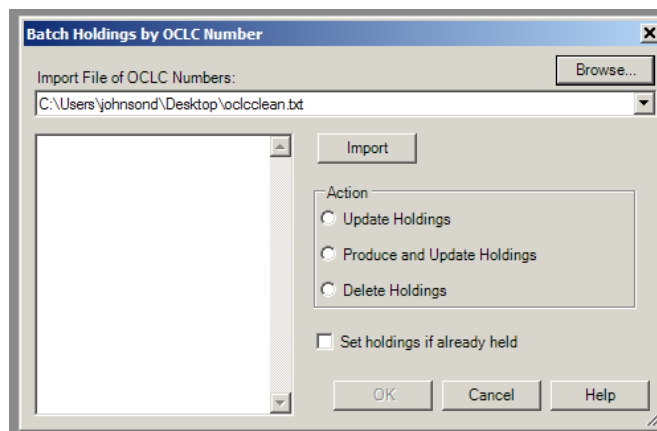 Batch Holdings by OCLC Number
Import File of OCLC Numbers:
Browse...
C:\Users\johnsond\Desktop\oclcclean.txt
Import
Action
Update Holdings
Produce and Update Holdings
Delete Holdings
Set holdings if already held
OK Cancel Help